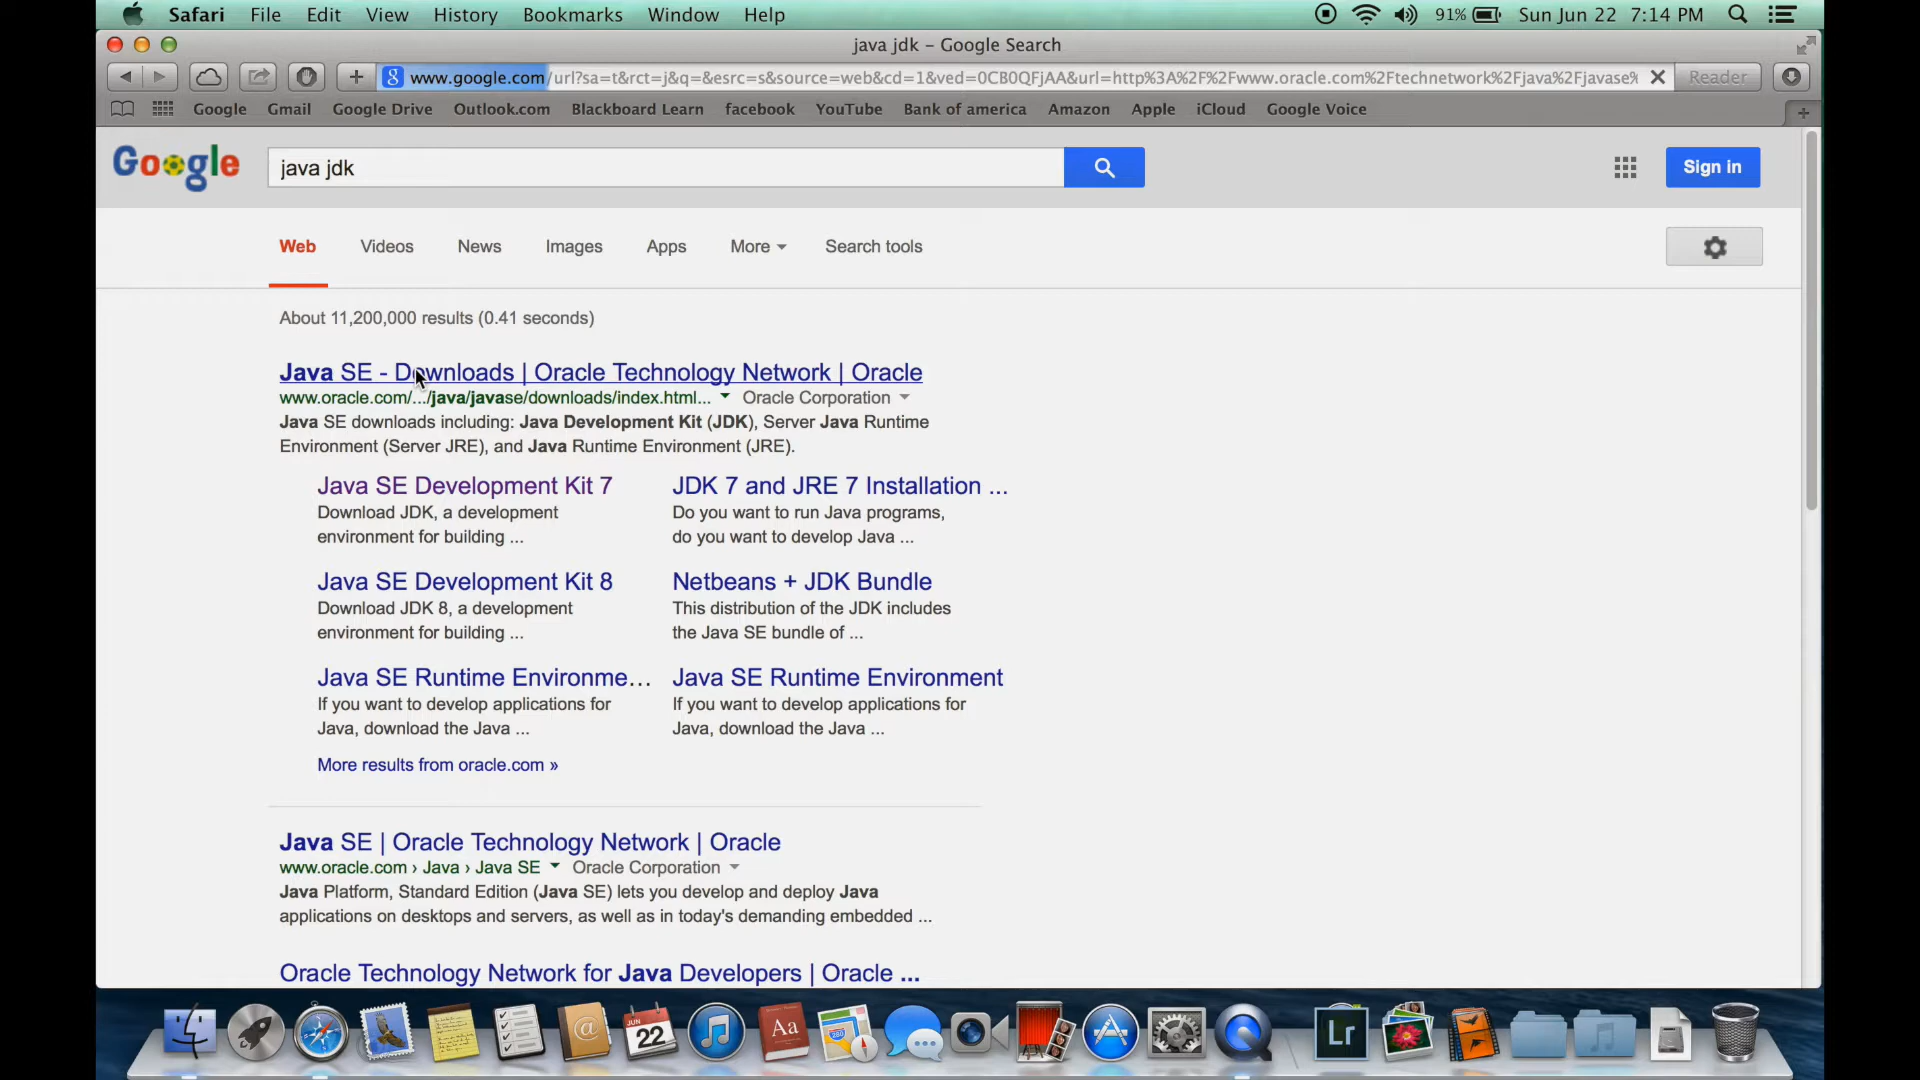 Safari File Edit View History Bookmarks Window Help 91% Sun Jun 22 7:14 PM
java jdk – Google Search
www.google.com/url?sa=t&rct=j&q=&esrc=s&source=web&cd=1&ved=0CB0QFjAA&url=http%3A%2F%2Fwww.oracle.com%2Ftechnetwork%2Fjava%2Fjavase% Reader
Google Gmail Google Drive Outlook.com Blackboard Learn facebook YouTube Bank of america Amazon Apple iCloud Google Voice
Google java jdk Sign in
Web Videos News Images Apps More Search tools
About 11,200,000 results (0.41 seconds)
Java SE - Downloads | Oracle Technology Network | Oracle
www.oracle.com/.../java/javase/downloads/index.html... Oracle Corporation
Java SE downloads including: Java Development Kit (JDK), Server Java Runtime
Environment (Server JRE), and Java Runtime Environment (JRE).
Java SE Development Kit 7
Download JDK, a development
environment for building ...
JDK 7 and JRE 7 Installation ...
Do you want to run Java programs,
do you want to develop Java ...
Java SE Development Kit 8
Download JDK 8, a development
environment for building ...
Netbeans + JDK Bundle
This distribution of the JDK includes
the Java SE bundle of ...
Java SE Runtime Environme...
If you want to develop applications for
Java, download the Java ...
Java SE Runtime Environment
If you want to develop applications for
Java, download the Java ...
More results from oracle.com »
Java SE | Oracle Technology Network | Oracle
www.oracle.com › Java › Java SE Oracle Corporation
Java Platform, Standard Edition (Java SE) lets you develop and deploy Java
applications on desktops and servers, as well as in today's demanding embedded ...
Oracle Technology Network for Java Developers | Oracle ...
JUN
22
Aa
Lr